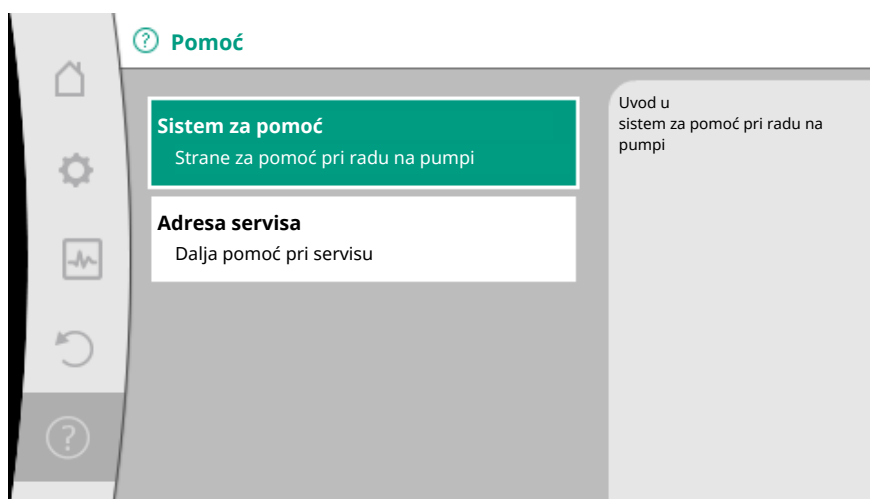 Pomoć
Sistem za pomoć
Strane za pomoć pri radu na pumpi
Adresa servisa
Dalja pomoć pri servisu
Uvod u
sistem za pomoć pri radu na
pumpi